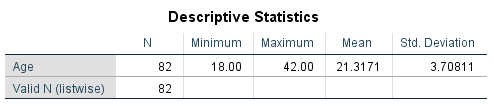 Descriptive Statistics
N Minimum Maximum Mean Std. Deviation
Age 82 18.00 42.00 21.3171 3.70811
Valid N (listwise) 82